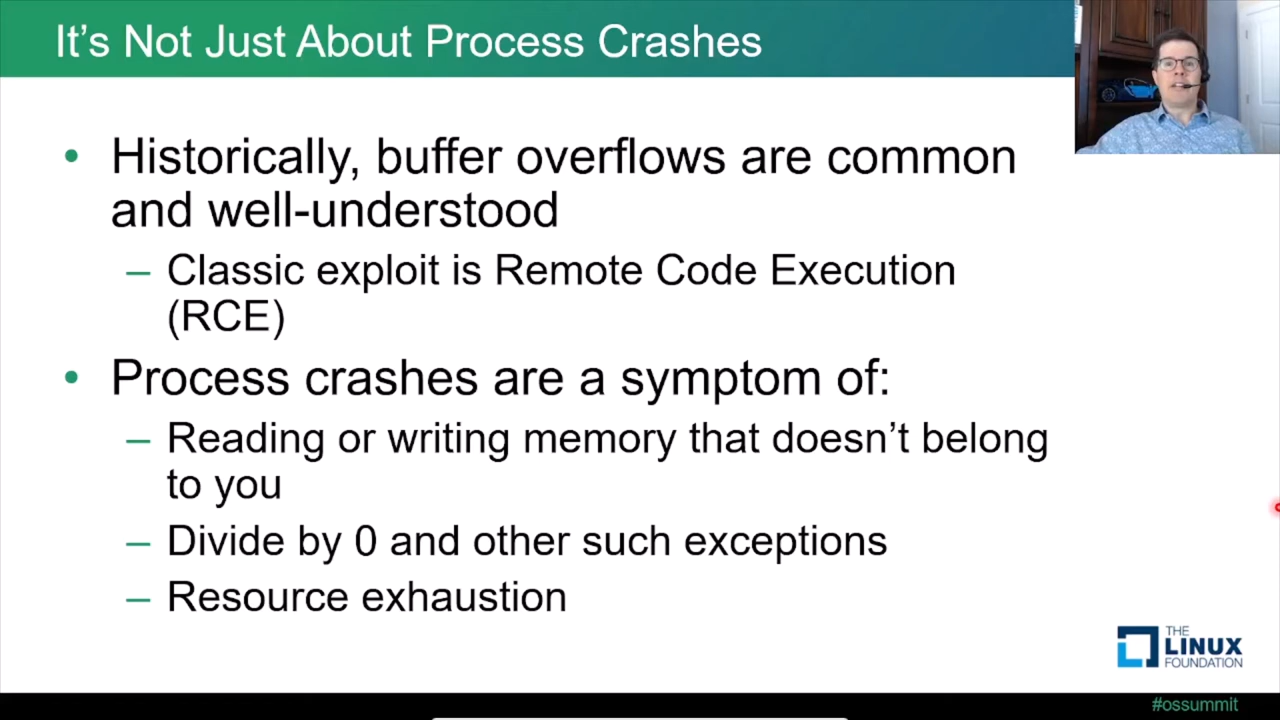 It's Not Just About Process Crashes
• Historically, buffer overflows are common
and well-understood
– Classic exploit is Remote Code Execution
(RCE)
• Process crashes are a symptom of:
– Reading or writing memory that doesn't belong
to you
– Divide by 0 and other such exceptions
– Resource exhaustion
THE
LINUX
FOUNDATION
#ossummit